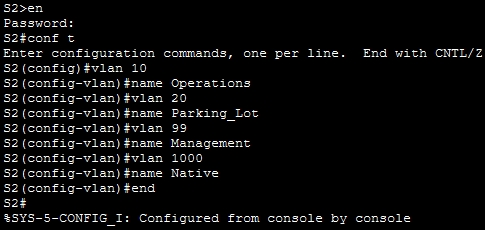 S2>en
Password:
S2#conf t
Enter configuration commands, one per line.  End with CNTL/Z
S2(config)#vlan 10
S2(config-vlan)#name Operations
S2(config-vlan)#vlan 20
S2(config-vlan)#name Parking_Lot
S2(config-vlan)#vlan 99
S2(config-vlan)#name Management
S2(config-vlan)#vlan 1000
S2(config-vlan)#name Native
S2(config-vlan)#end
S2#
%SYS-5-CONFIG_I: Configured from console by console